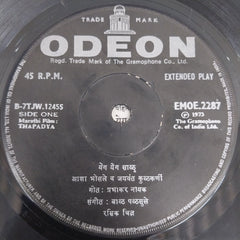 TRADE MARK
ODEON
Regd. Trade Mark of The Gramophone Co. Ltd.
45 R.P.M.
EXTENDED PLAY
B-7TJW.12455
SIDE ONE
Marathi Film:
THAPADYA
EMOE.2287
℗ 1973
The Gramophone
Co. of India Ltd.
येग येग साळू
आशा भोसले व जयवंत कुलकर्णी
गीत : प्रभाकर नायक
संगीत : बाळ पळसुले
रसिक चित्र